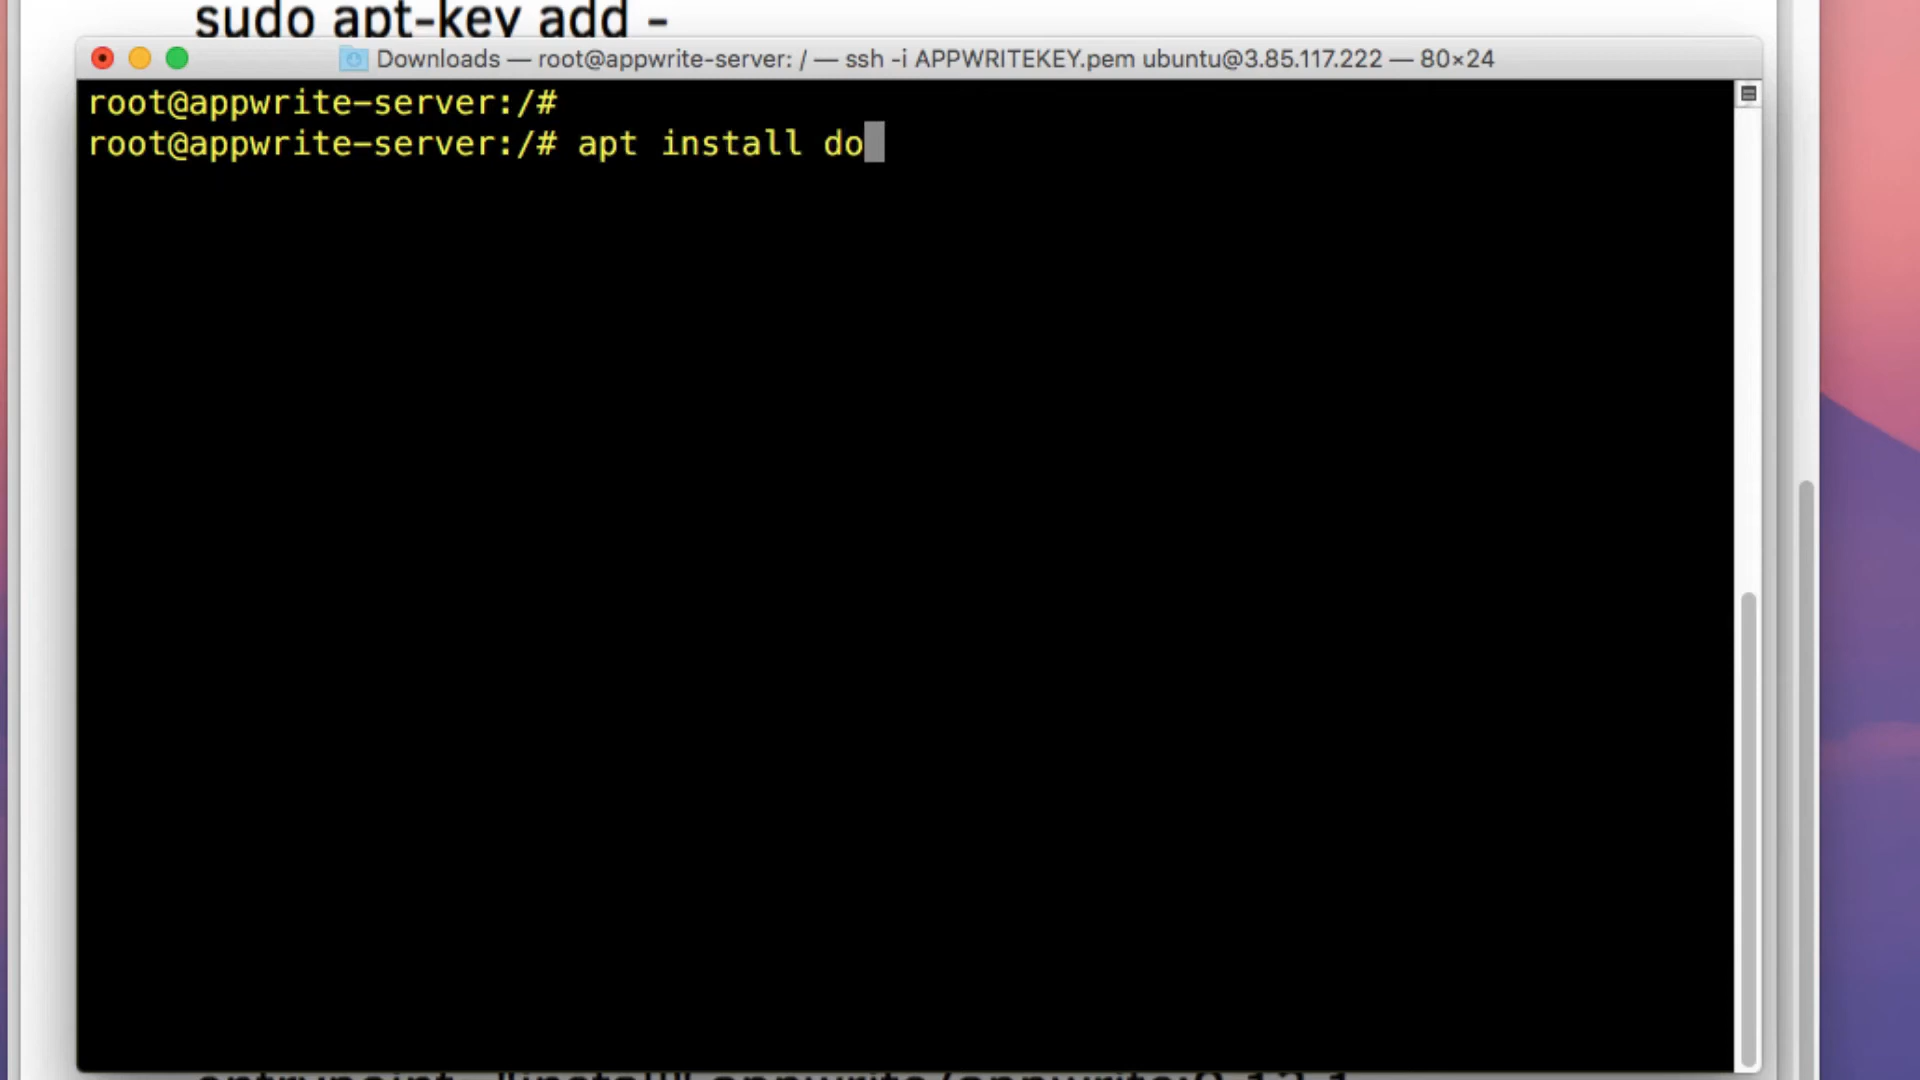 sudo apt-key add -
Downloads — root@appwrite-server: / — ssh -i APPWRITEKEY.pem ubuntu@3.85.117.222 — 80×24
root@appwrite-server:/#
root@appwrite-server:/# apt install do